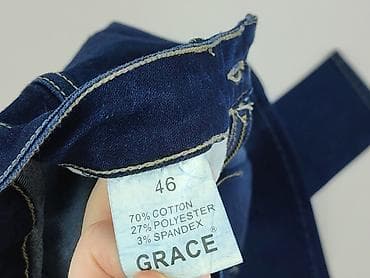 46
70% COTTON
27% POLYESTER
3% SPANDEX
GRACE®